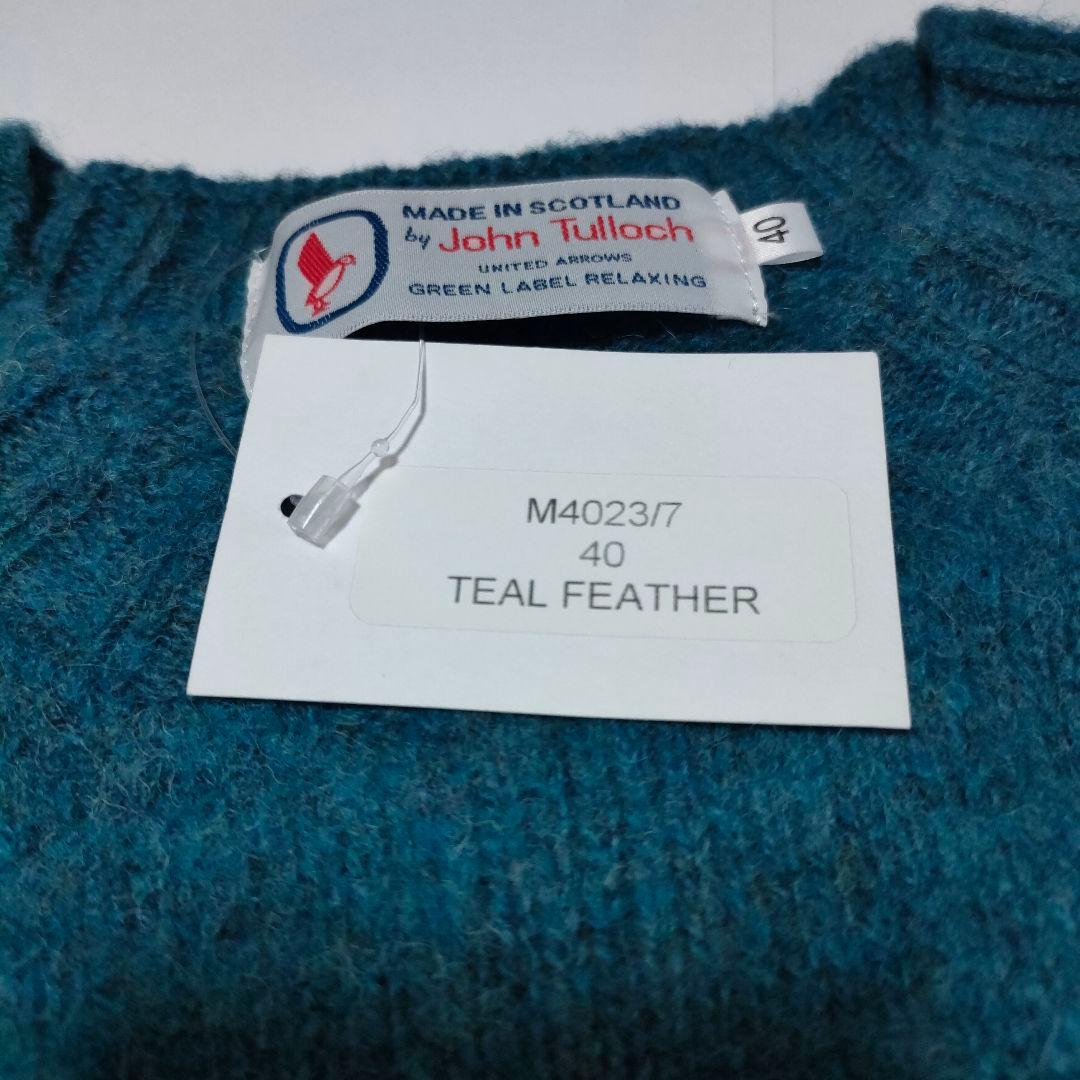 MADE IN SCOTLAND
by John Tulloch
UNITED ARROWS
GREEN LABEL RELAXING
40
M4023/7
40
TEAL FEATHER